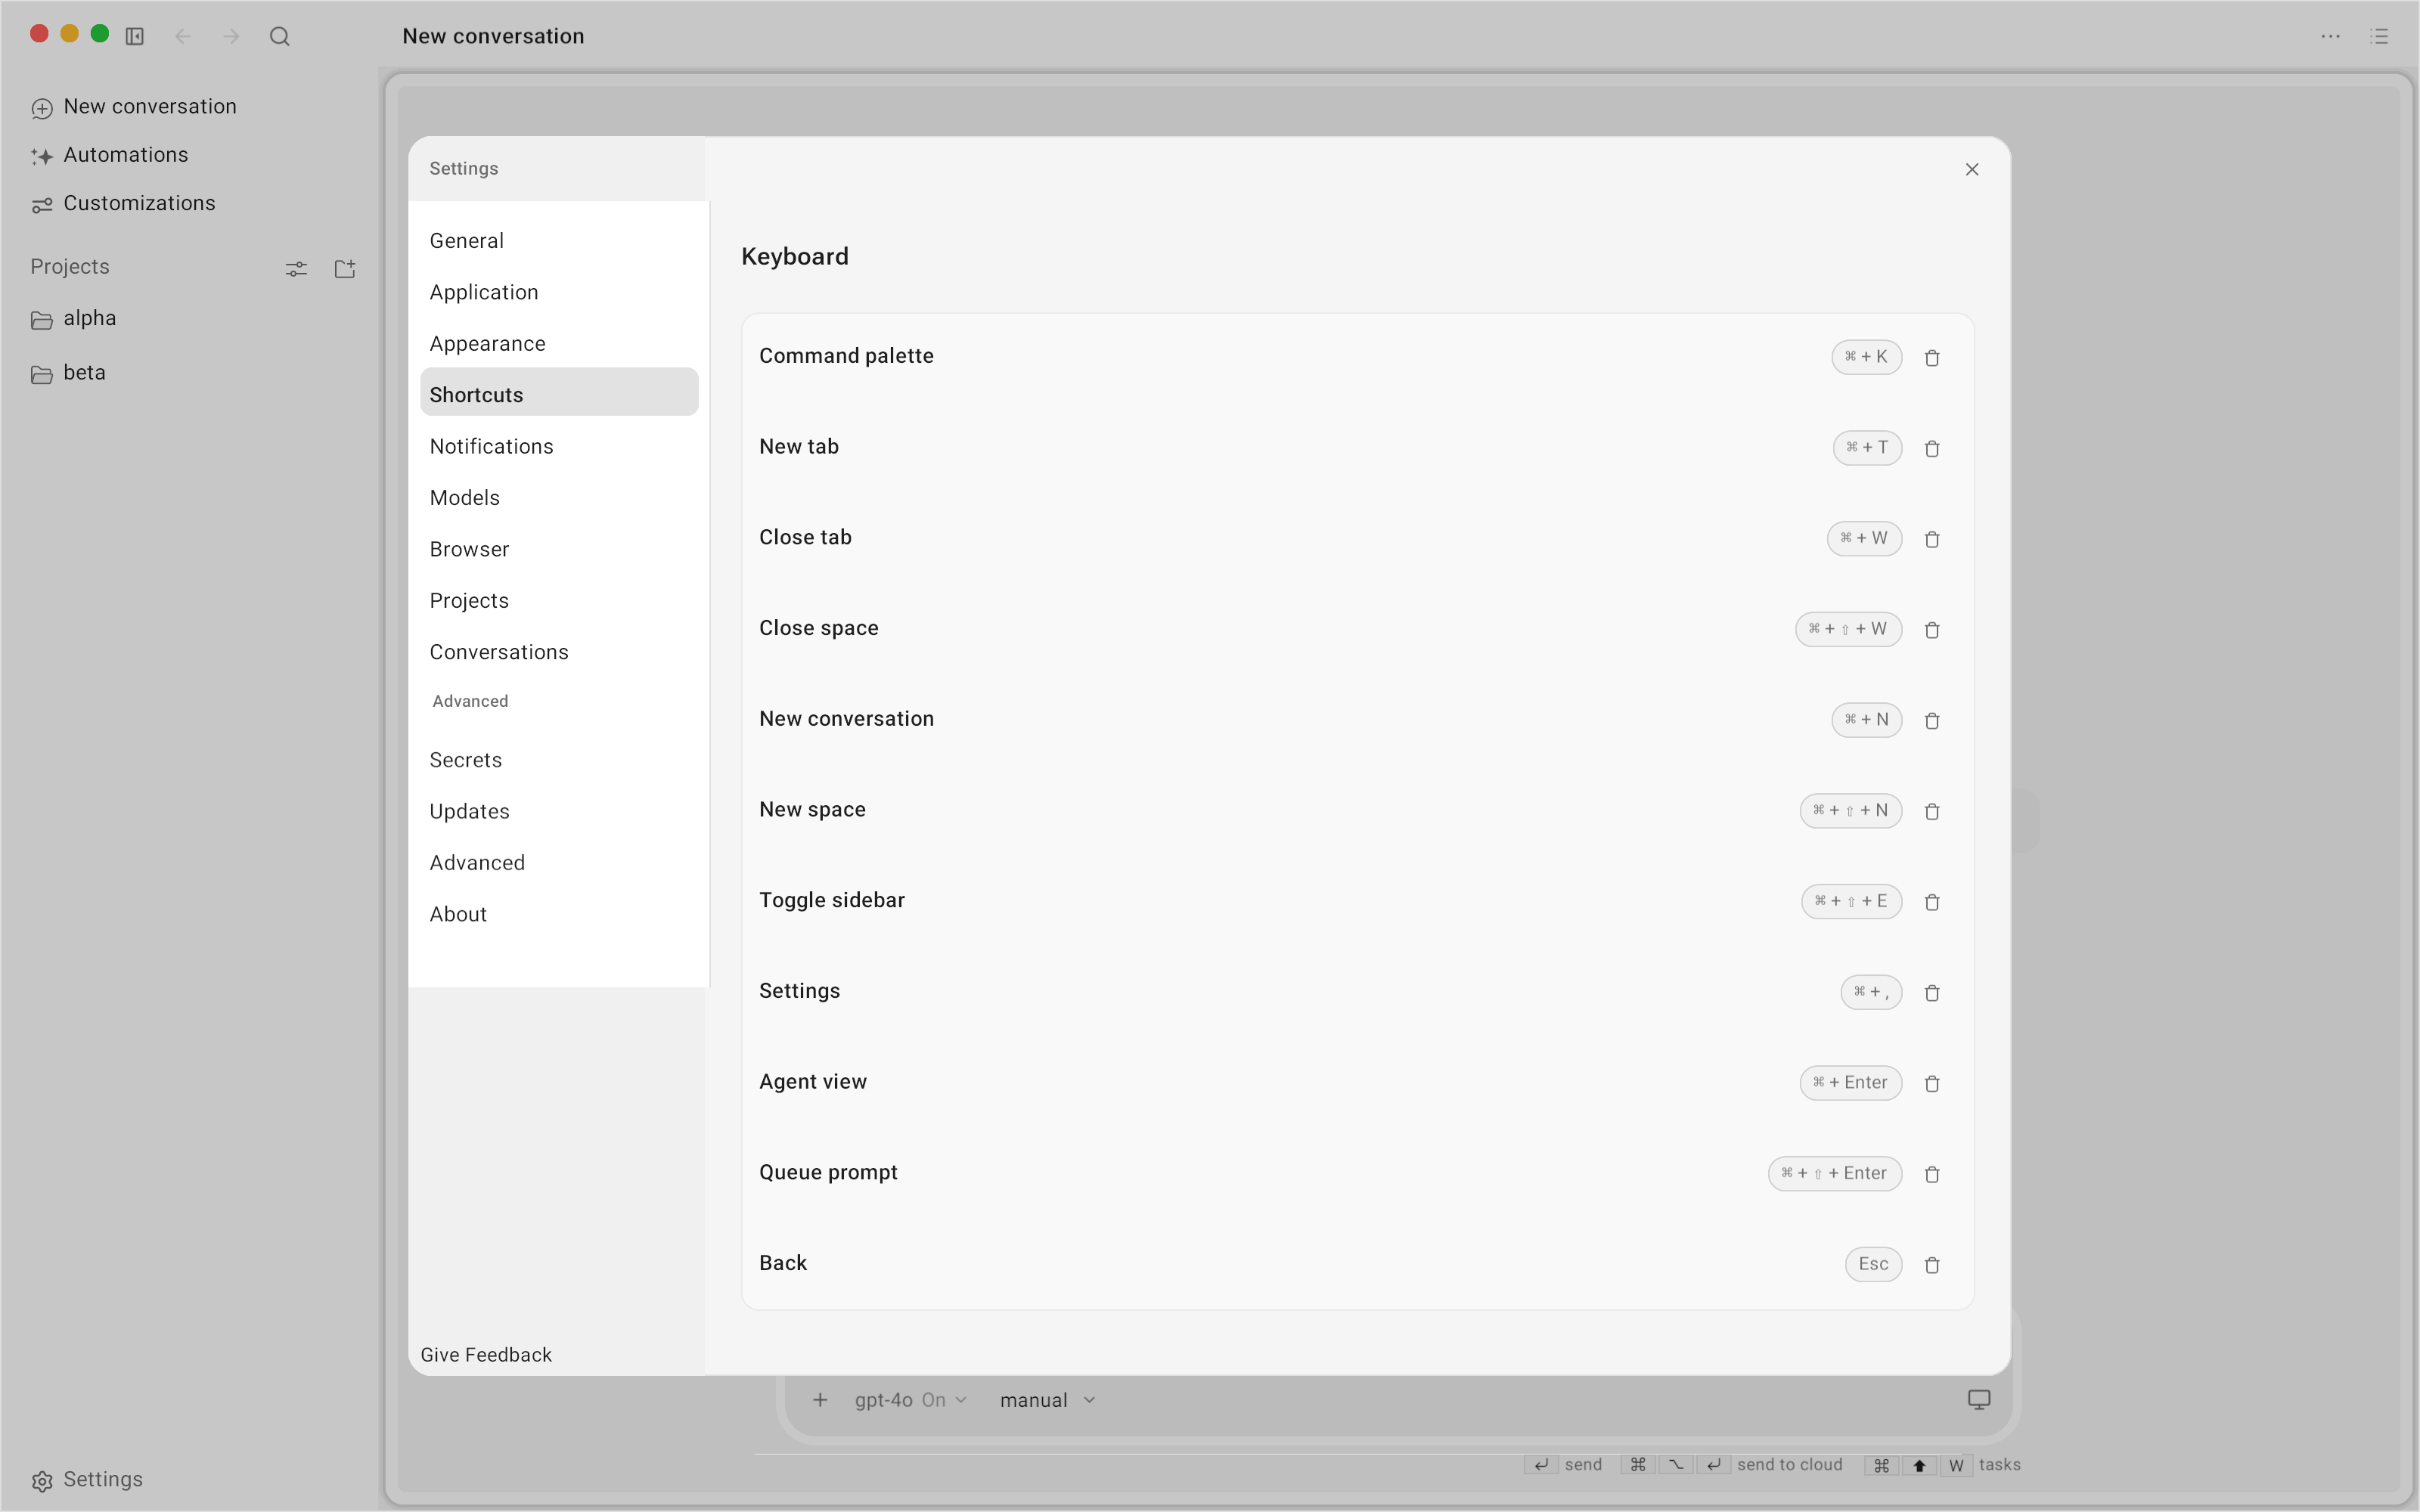 New conversation
New conversation
Automations
Customizations
Projects
alpha
beta
Settings
Settings
General
Application
Appearance
Shortcuts
Notifications
Models
Browser
Projects
Conversations
Advanced
Secrets
Updates
Advanced
About
Give Feedback
Keyboard
Command palette ⌘ + K
New tab ⌘ + T
Close tab ⌘ + W
Close space ⌘ + ⇧ + W
New conversation ⌘ + N
New space ⌘ + ⇧ + N
Toggle sidebar ⌘ + ⇧ + E
Settings ⌘ + ,
Agent view ⌘ + Enter
Queue prompt ⌘ + ⇧ + Enter
Back Esc
gpt-4o On manual
↵ send ⌘ ⌥ ↵ send to cloud ⌘ ⬆ W tasks